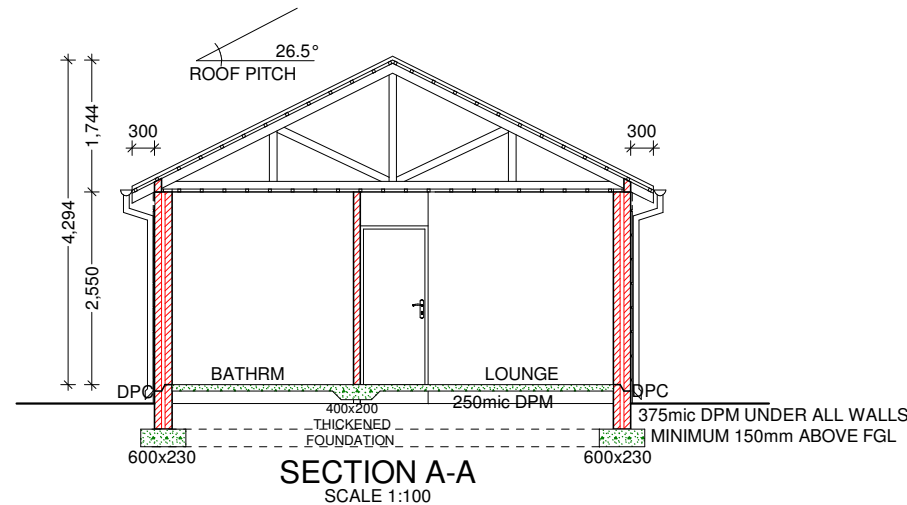 26.5°
ROOF PITCH
300
300
1,744
4,294
2,550
BATHRM
LOUNGE
DPC
DPC
250mic DPM
400x200
THICKENED
FOUNDATION
375mic DPM UNDER ALL WALLS
MINIMUM 150mm ABOVE FGL
600x230
600x230
SECTION A-A
SCALE 1:100